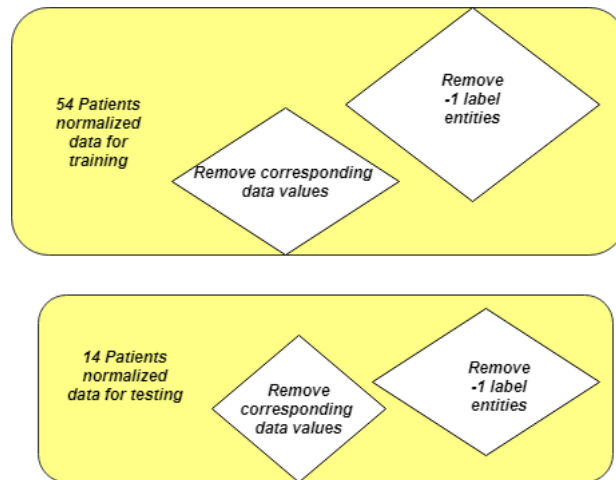 54 Patients
normalized
data for
training
Remove corresponding
data values
Remove
-1 label
entities
14 Patients
normalized
data for testing
Remove
corresponding
data values
Remove
-1 label
entities